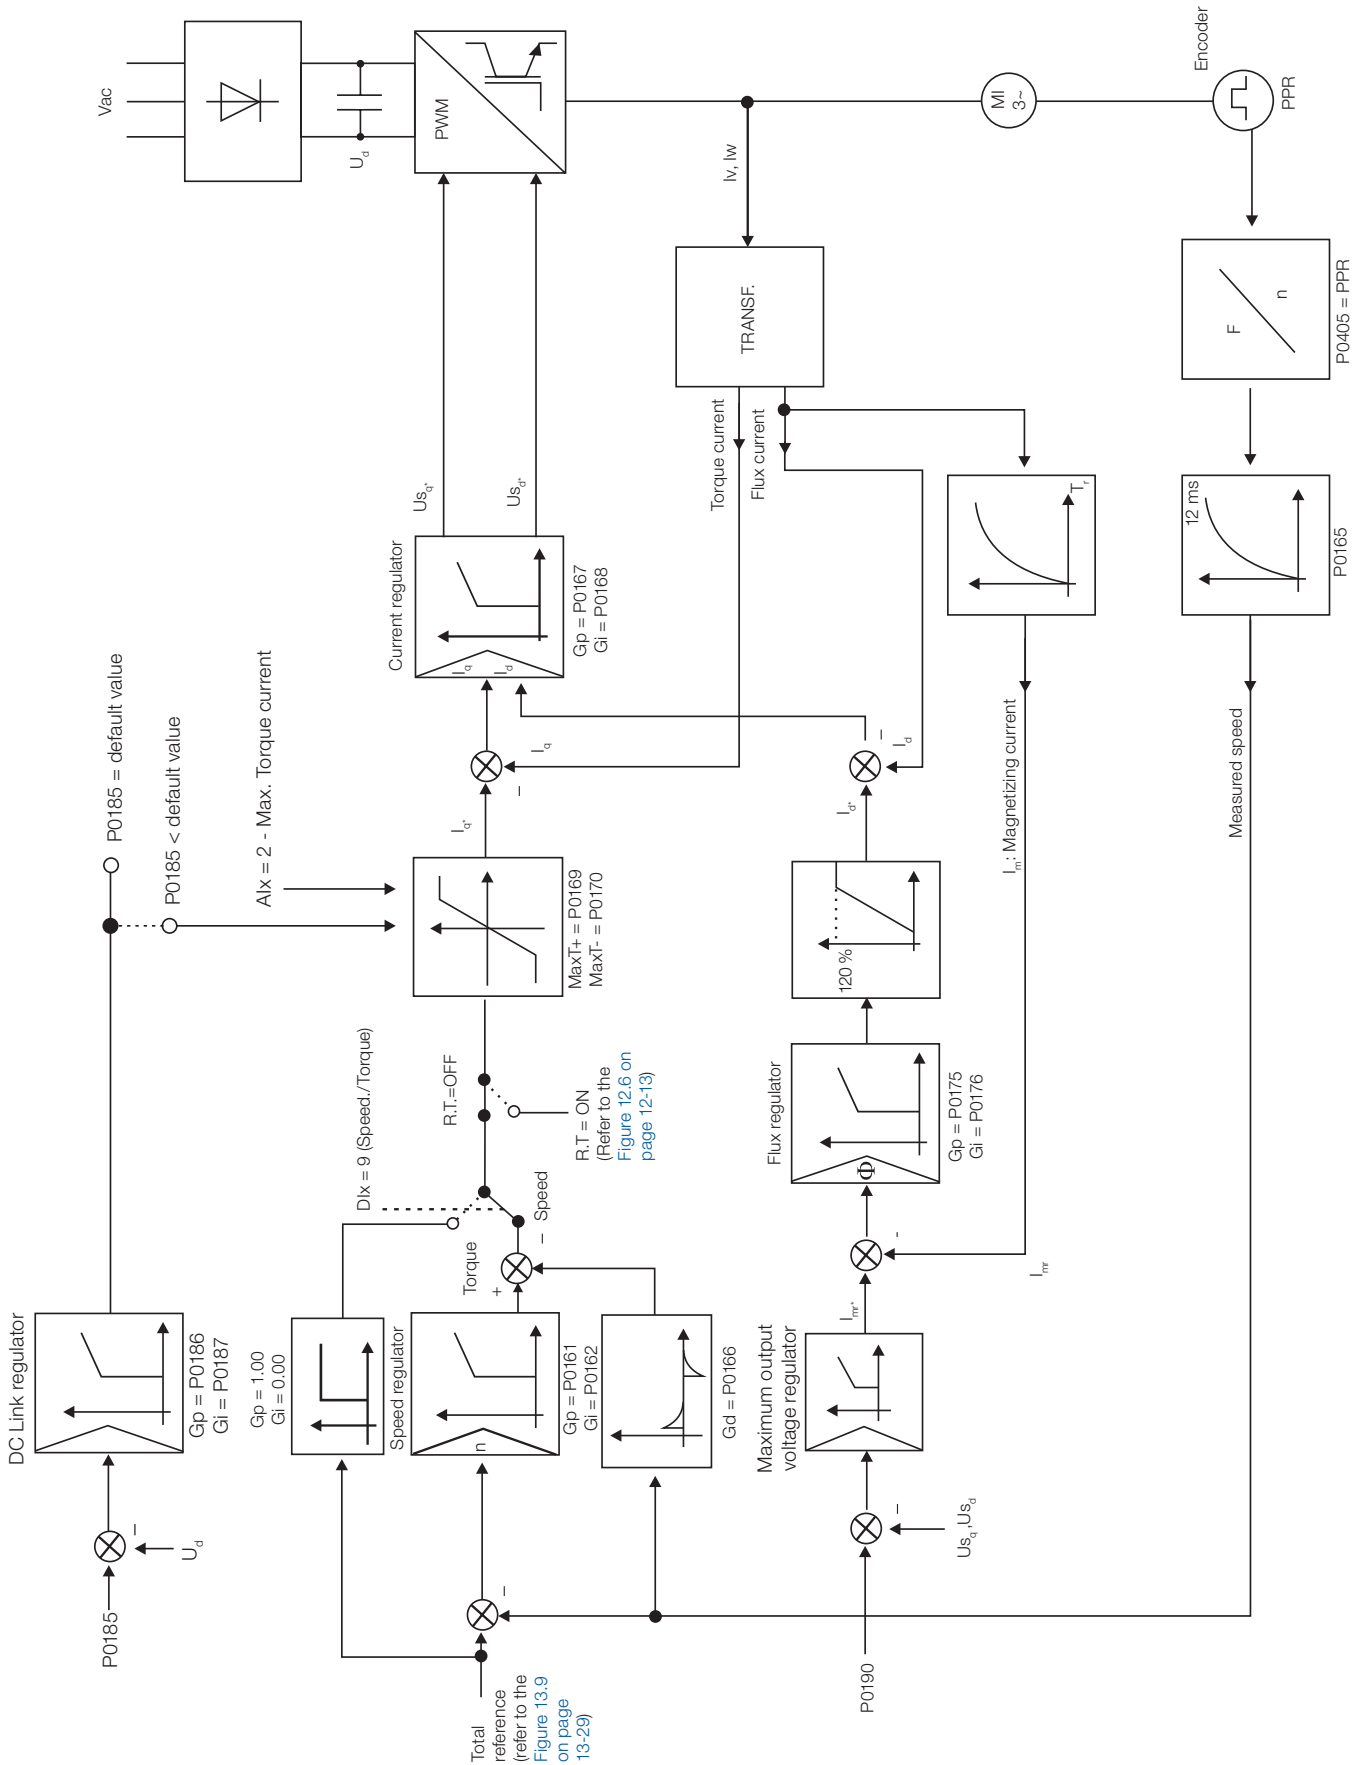 DC Link regulator
P0185
U_d
–
Gp = P0186
Gi = P0187
P0185 = default value
P0185 < default value
AIx = 2 - Max. Torque current
Vac
U_d
PWM
Gp = 1.00
Gi = 0.00
Speed regulator
n
Gp = P0161
Gi = P0162
Gd = P0166
Total
reference
(refer to the
Figure 13.9
on page
13-29)
–
Torque
+
–
Speed
DIx = 9 (Speed./Torque)
R.T.=OFF
R.T = ON
(Refer to the
Figure 12.6 on
page 12-13)
MaxT+ = P0169
MaxT- = P0170
I_q*
–
I_q
Current regulator
I_q
I_d
Gp = P0167
Gi = P0168
Us_q*
Us_d*
Iv, Iw
TRANSF.
Torque current
Flux current
MI
3~
Encoder
PPR
Maximum output
voltage regulator
P0190
–
Us_q ,Us_d
I_mr*
-
I_mr
Flux regulator
Φ
Gp = P0175
Gi = P0176
120 %
I_d*
–
I_d
I_m: Magnetizing current
T_r
F
n
P0405 = PPR
12 ms
P0165
Measured speed